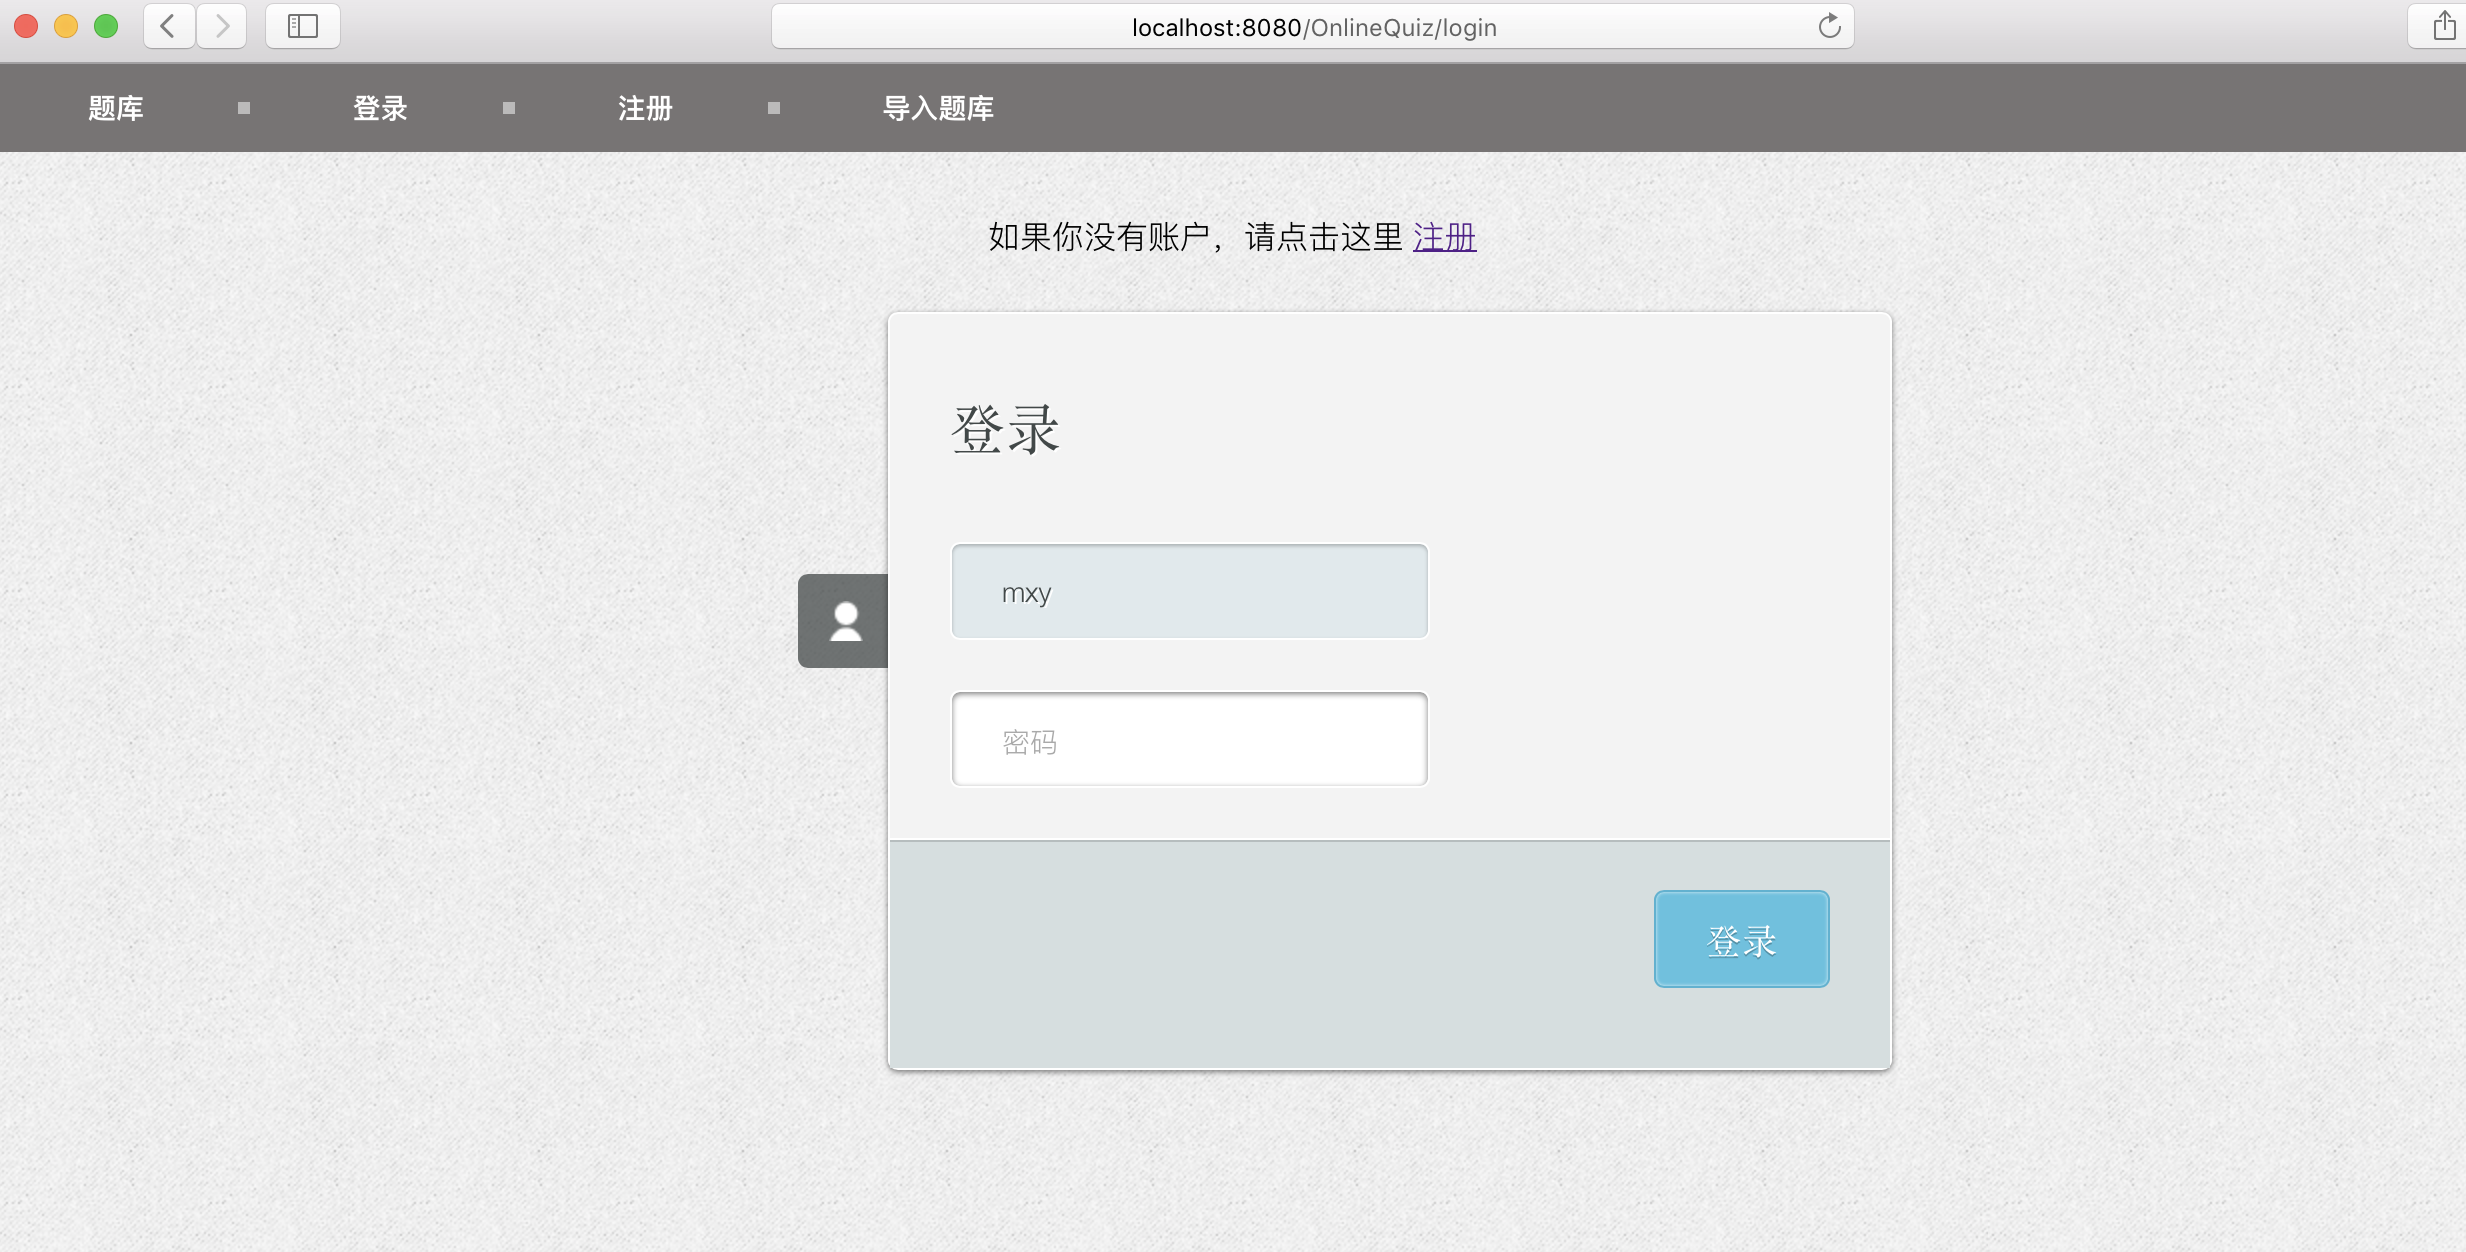 localhost:8080/OnlineQuiz/login
题库 登录 注册 导入题库
如果你没有账户，请点击这里 注册
登录
mxy
密码
登录